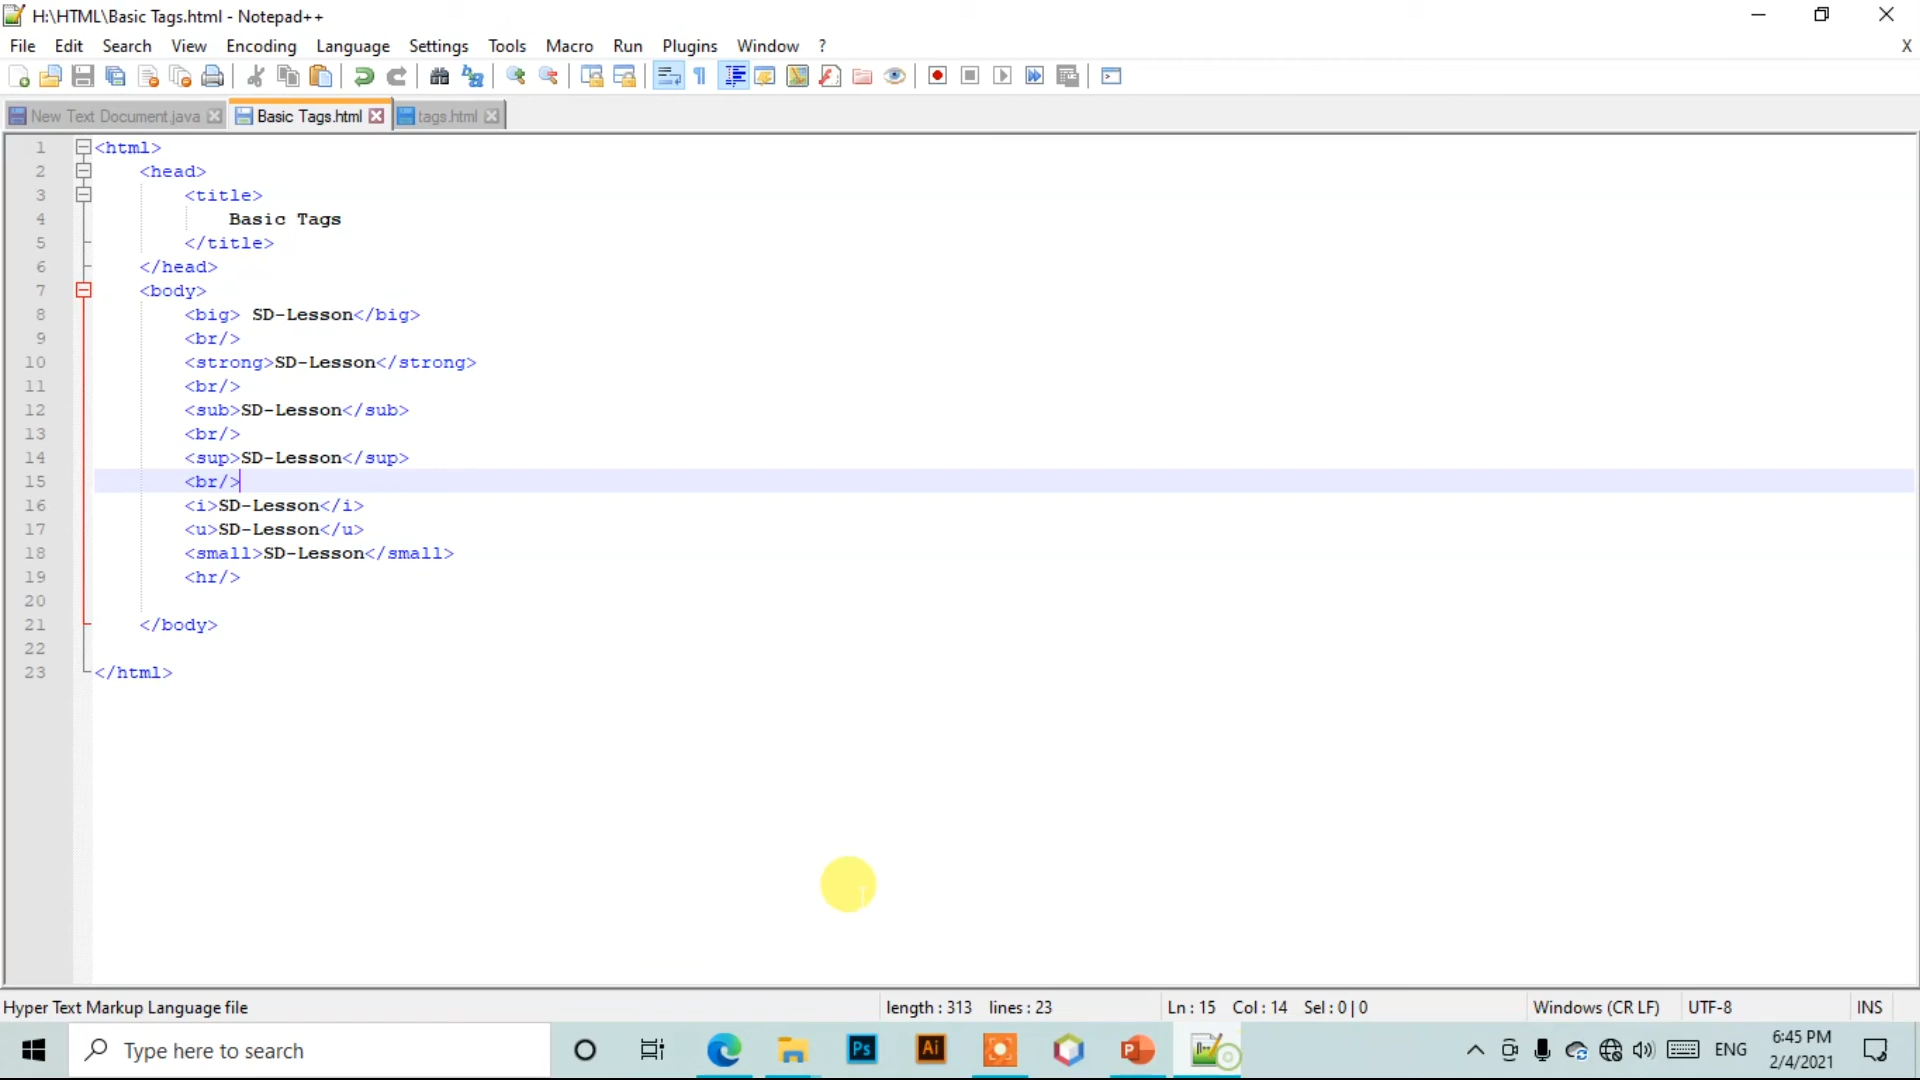 H:\HTML\Basic Tags.html - Notepad++
File Edit Search View Encoding Language Settings Tools Macro Run Plugins Window ? X
New Text Document.java Basic Tags.html tags.html
1 <html>
2 <head>
3 <title>
4 Basic Tags
5 </title>
6 </head>
7 <body>
8 <big> SD-Lesson</big>
9 <br/>
10 <strong>SD-Lesson</strong>
11 <br/>
12 <sub>SD-Lesson</sub>
13 <br/>
14 <sup>SD-Lesson</sup>
15 <br/>
16 <i>SD-Lesson</i>
17 <u>SD-Lesson</u>
18 <small>SD-Lesson</small>
19 <hr/>
20
21 </body>
22
23 </html>
Hyper Text Markup Language file length : 313 lines : 23 Ln : 15 Col : 14 Sel : 0 | 0 Windows (CR LF) UTF-8 INS
Type here to search Ps Ai P ENG 6:45 PM
2/4/2021